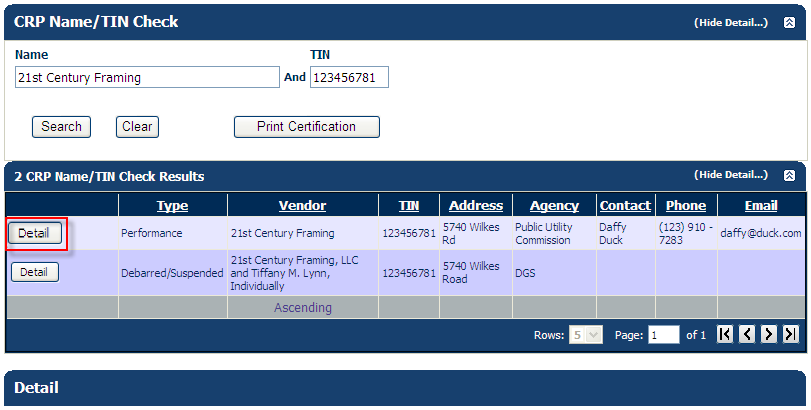 CRP Name/TIN Check (Hide Detail...)
Name TIN
21st Century Framing And 123456781
Search Clear Print Certification
2 CRP Name/TIN Check Results (Hide Detail...)
Type Vendor TIN Address Agency Contact Phone Email
Detail Performance 21st Century Framing 123456781 5740 Wilkes Rd Public Utility Commission Daffy Duck (123) 910 - 7283 daffy@duck.com
Detail Debarred/Suspended 21st Century Framing, LLC and Tiffany M. Lynn, Individually 123456781 5740 Wilkes Road DGS
Ascending
Rows: 5 Page: 1 of 1
Detail